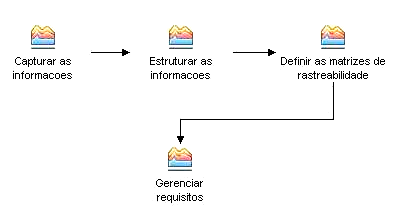 Capturar as
informacoes
Estruturar as
informacoes
Definir as matrizes de
rastreabilidade
Gerenciar
requisitos